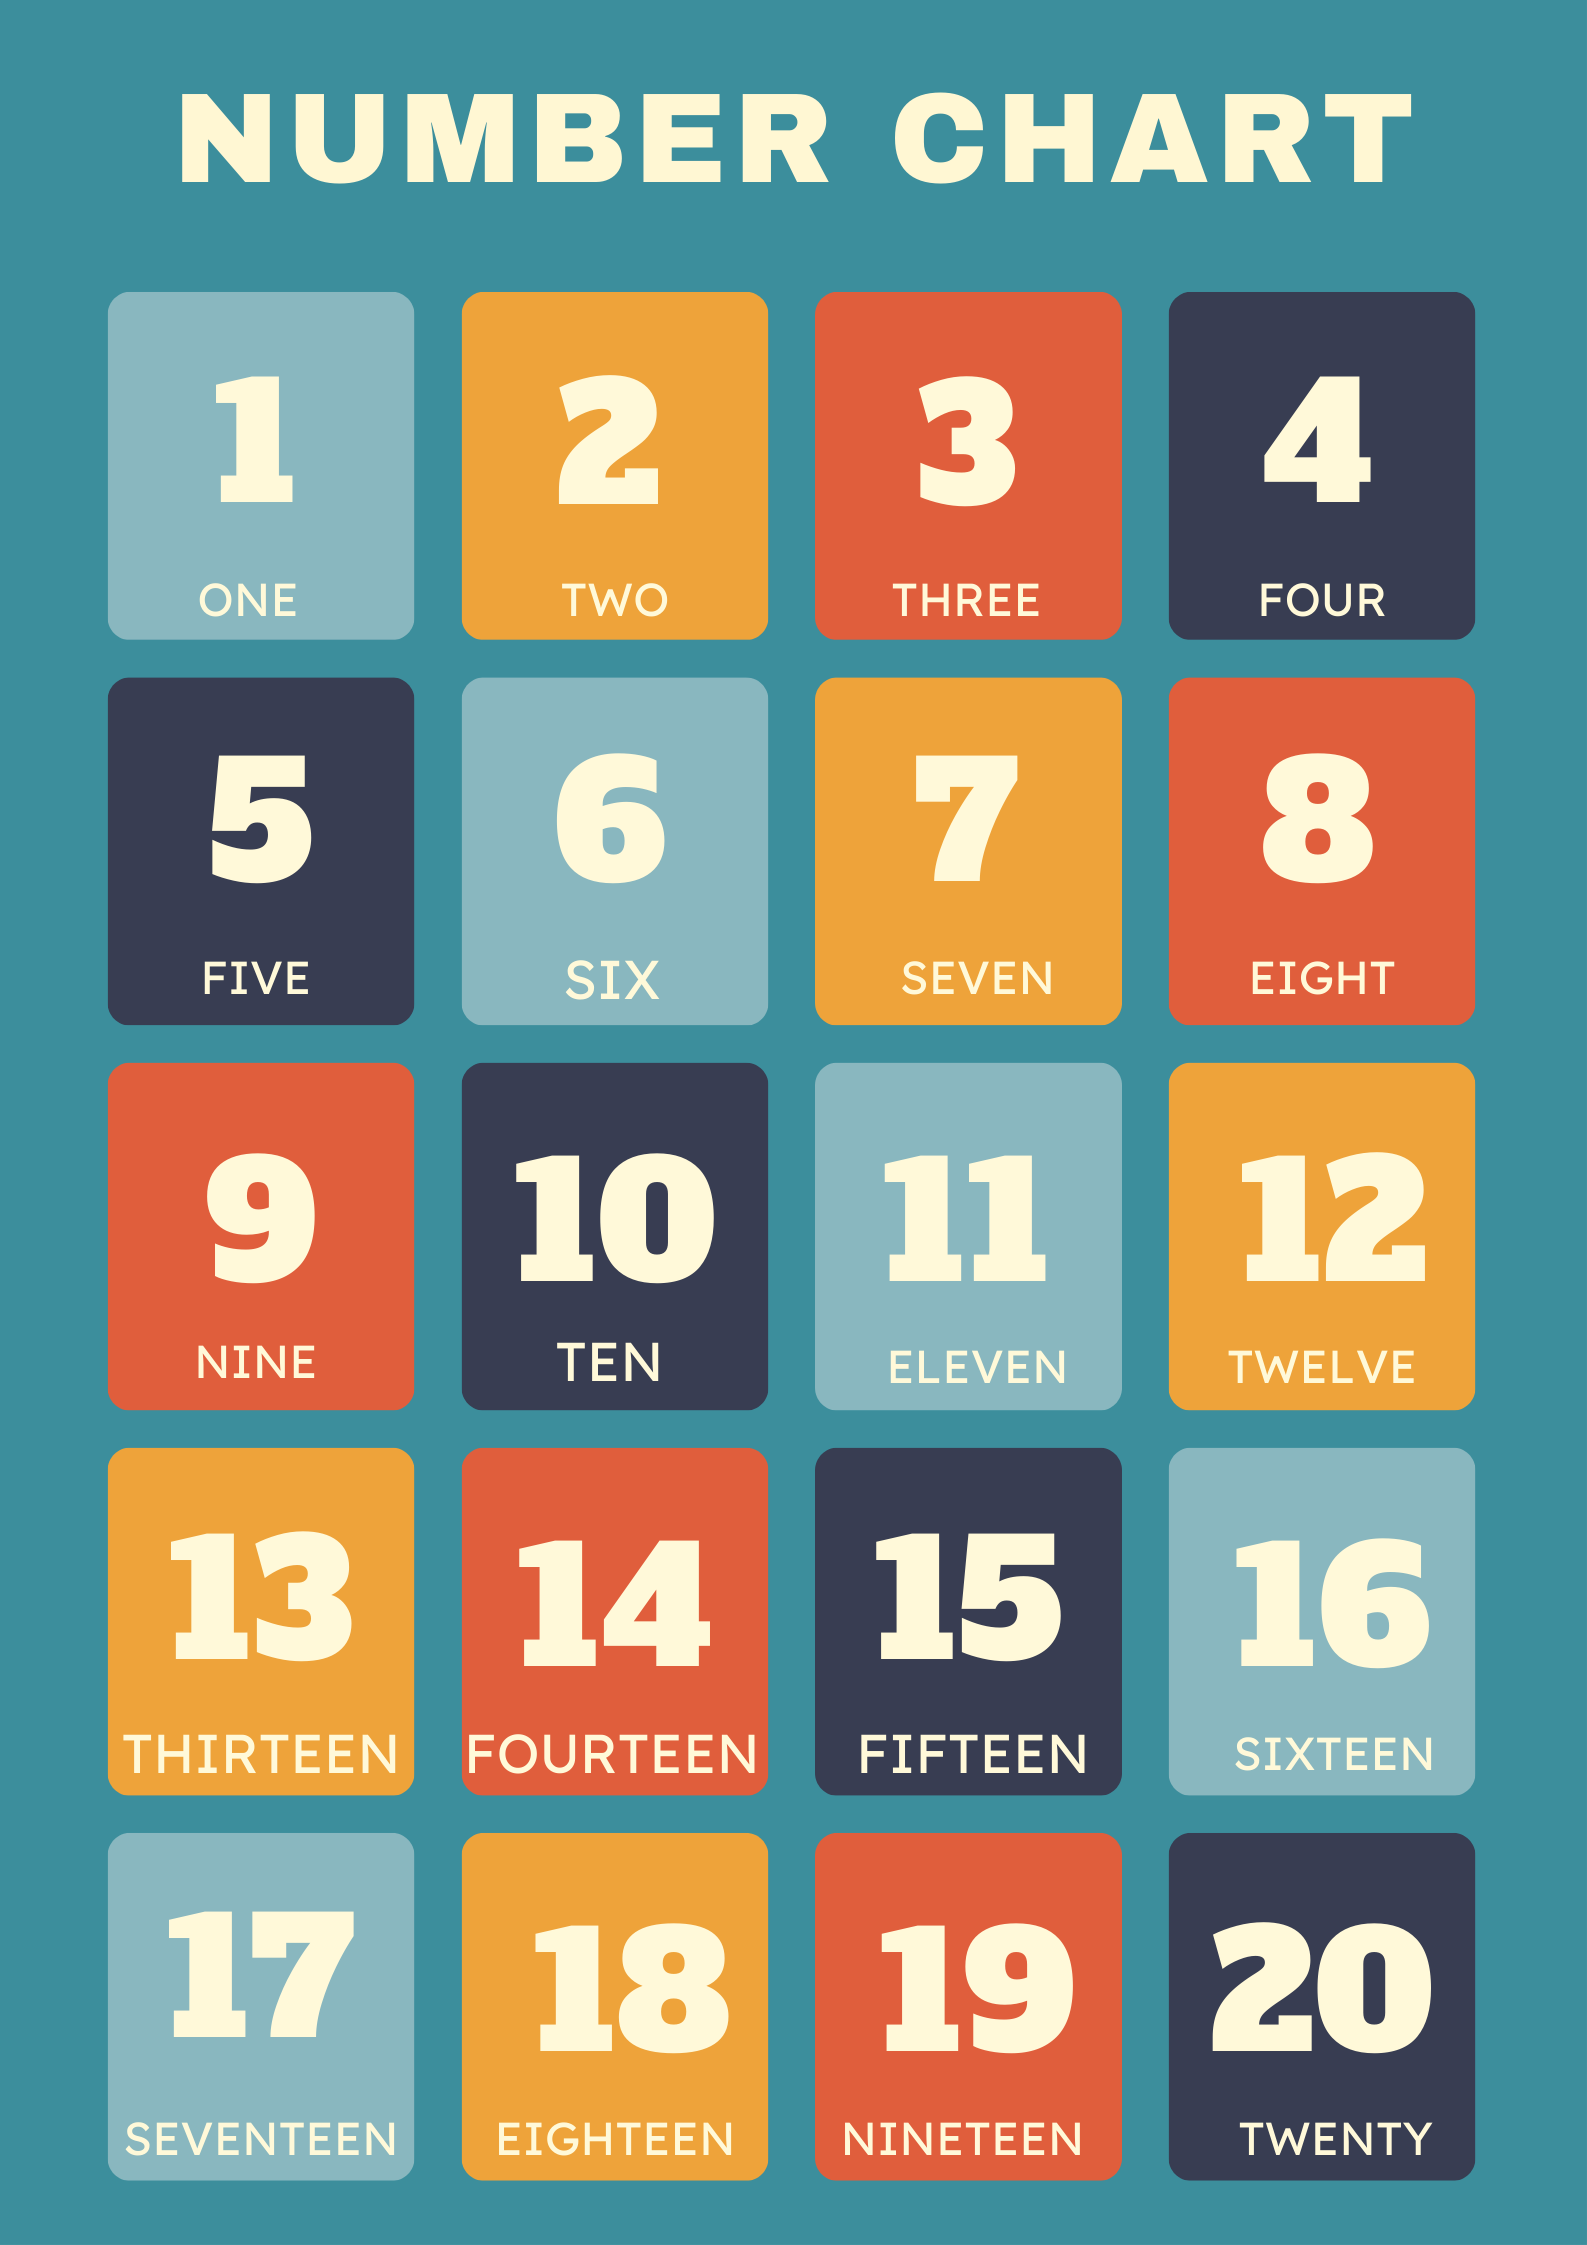 NUMBER CHART
1 2 3 4
ONE TWO THREE FOUR
5 6 7 8
FIVE SIX SEVEN EIGHT
9 10 11 12
NINE TEN ELEVEN TWELVE
13 14 15 16
THIRTEEN FOURTEEN FIFTEEN SIXTEEN
17 18 19 20
SEVENTEEN EIGHTEEN NINETEEN TWENTY